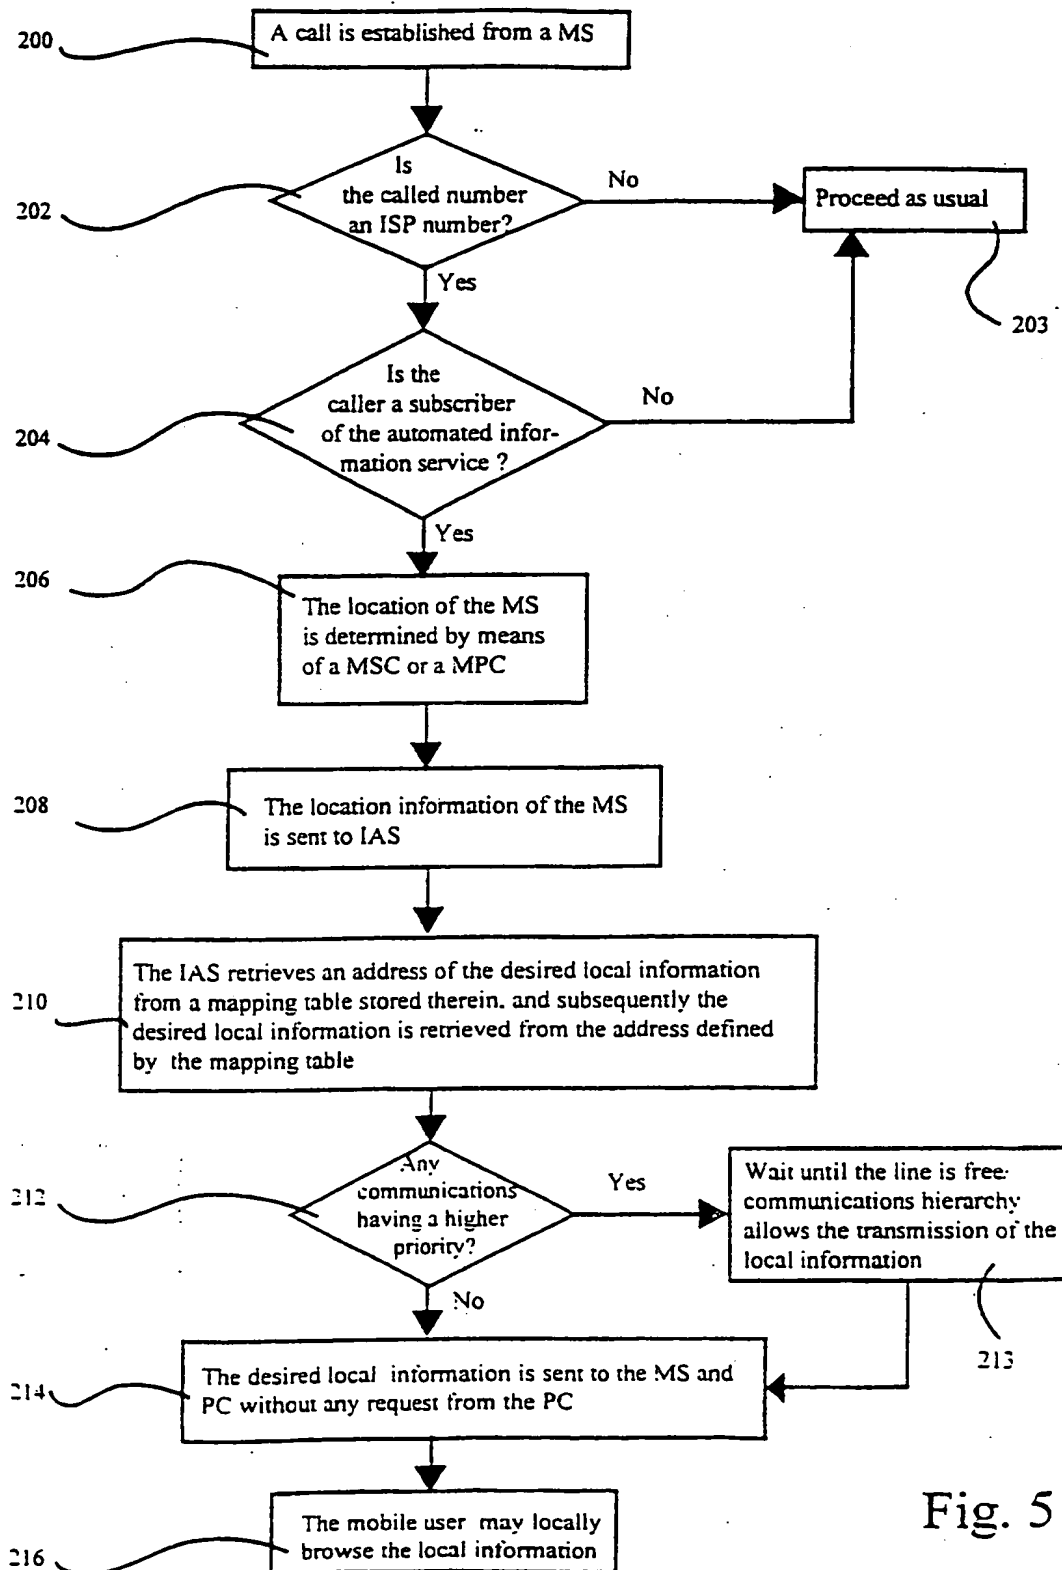 200
A call is established from a MS
202
Is
the called number
an ISP number?
No
Proceed as usual
203
Yes
204
Is the
caller a subscriber
of the automated infor-
mation service ?
No
Yes
206
The location of the MS
is determined by means
of a MSC or a MPC
208
The location information of the MS
is sent to IAS
210
The IAS retrieves an address of the desired local information
from a mapping table stored therein. and subsequently the
desired local information is retrieved from the address defined
by the mapping table
212
Any
communications
having a higher
priority?
Yes
Wait until the line is free
communications hierarchy
allows the transmission of the
local information
213
No
214
The desired local information is sent to the MS and
PC without any request from the PC
216
The mobile user may locally
browse the local information
Fig. 5